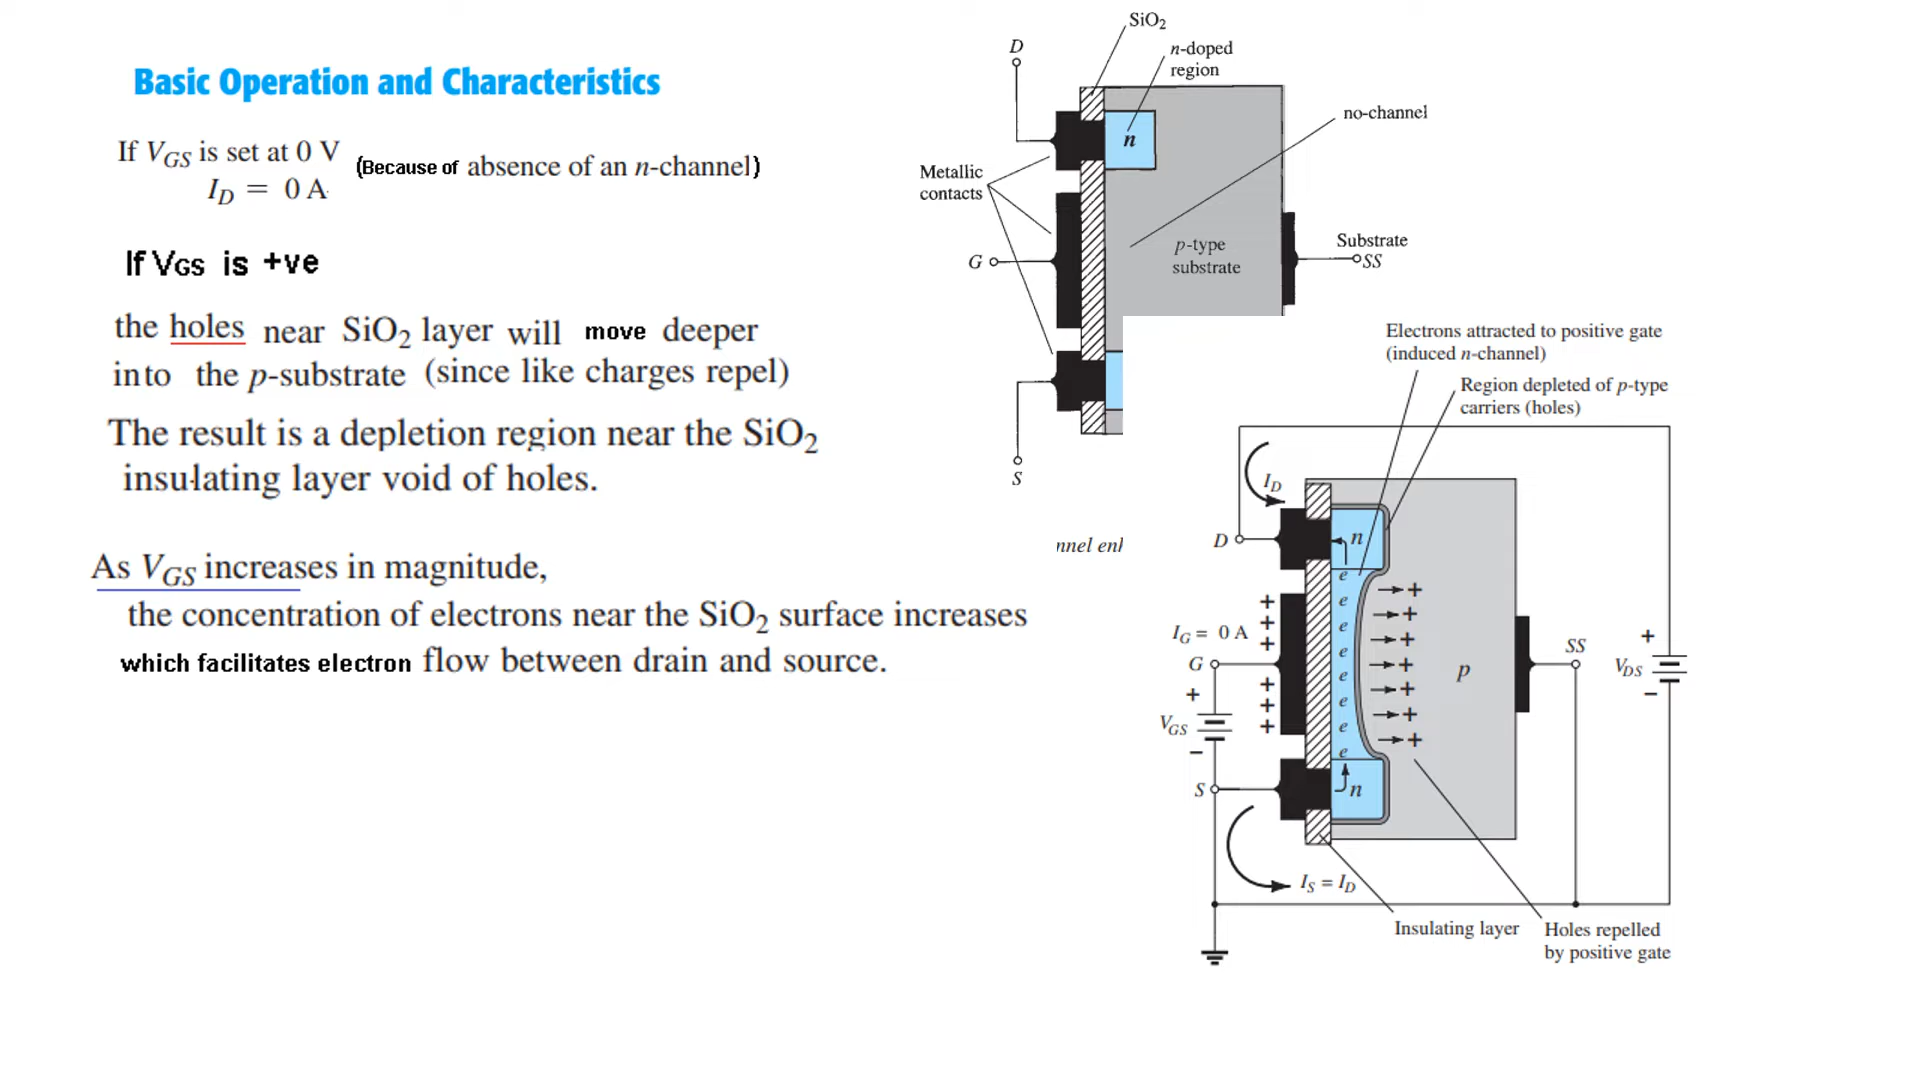 Basic Operation and Characteristics
If VGS is set at 0 V (Because of absence of an n-channel)
ID = 0 A
If VGS is +ve
the holes near SiO2 layer will move deeper
into the p-substrate (since like charges repel)
The result is a depletion region near the SiO2
insulating layer void of holes.
As VGS increases in magnitude,
the concentration of electrons near the SiO2 surface increases
which facilitates electron flow between drain and source.
SiO2
D
n-doped
region
n
no-channel
Metallic
contacts
G
p-type
substrate
Substrate
SS
S
nnel enh
Electrons attracted to positive gate
(induced n-channel)
Region depleted of p-type
carriers (holes)
ID
D
n
e
e
e
e
e
e
e
e
+
+
+
+
+
+
+
+
+
+
+
+
+
IG = 0 A
G
+
VGS
−
S
n
p
SS
+
VDS
−
IS = ID
Insulating layer
Holes repelled
by positive gate